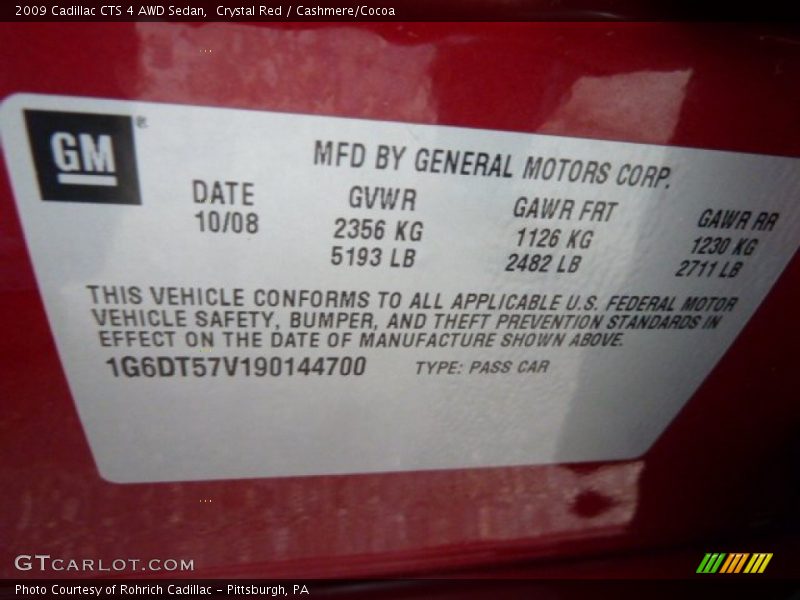 2009 Cadillac CTS 4 AWD Sedan, Crystal Red / Cashmere/Cocoa
GM®
MFD BY GENERAL MOTORS CORP.
DATE GVWR GAWR FRT GAWR RR
10/08 2356 KG 1126 KG 1230 KG
5193 LB 2482 LB 2711 LB
THIS VEHICLE CONFORMS TO ALL APPLICABLE U.S. FEDERAL MOTOR
VEHICLE SAFETY, BUMPER, AND THEFT PREVENTION STANDARDS IN
EFFECT ON THE DATE OF MANUFACTURE SHOWN ABOVE.
1G6DT57V190144700 TYPE: PASS CAR
GTCARLOT.COM
Photo Courtesy of Rohrich Cadillac - Pittsburgh, PA